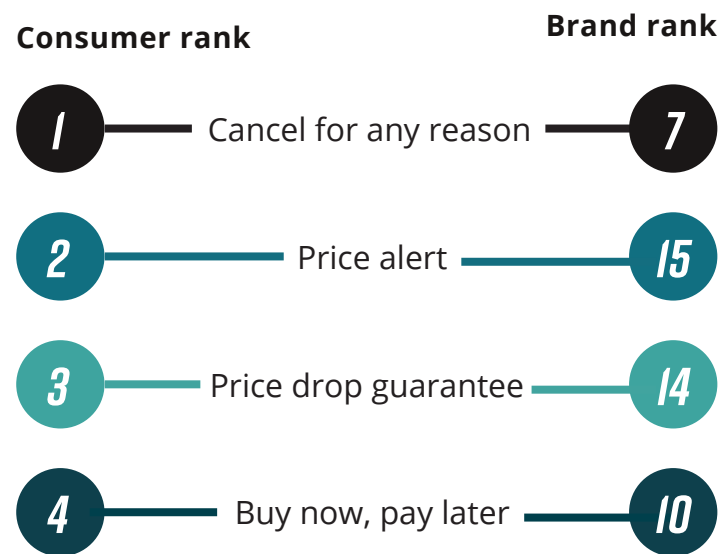 Consumer rank Brand rank
1 Cancel for any reason 7
2 Price alert 15
3 Price drop guarantee 14
4 Buy now, pay later 10